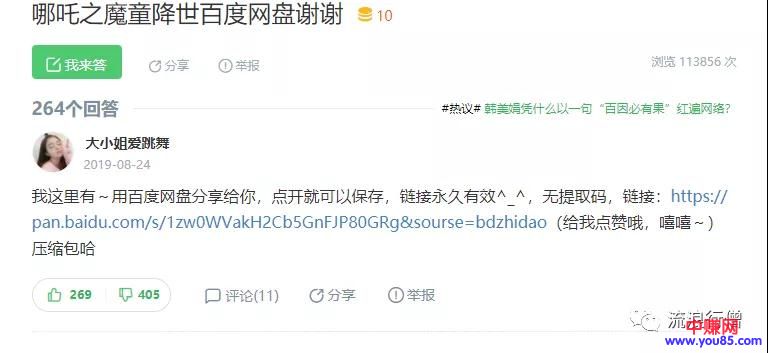 哪吒之魔童降世百度网盘谢谢 10
我来答 分享 举报 浏览 113856 次
264个回答 #热议# 韩美娟凭什么以一句“百因必有果”红遍网络？
大小姐爱跳舞
2019-08-24
我这里有～用百度网盘分享给你，点开就可以保存，链接永久有效^_^，无提取码，链接：https://
pan.baidu.com/s/1zw0WVakH2Cb5GnFJP80GRg&sourse=bdzhidao（给我点赞哦，嘻嘻～）
压缩包哈
269 405 评论(11) 分享 举报
流浪行僧
中赚网
www.you85.com